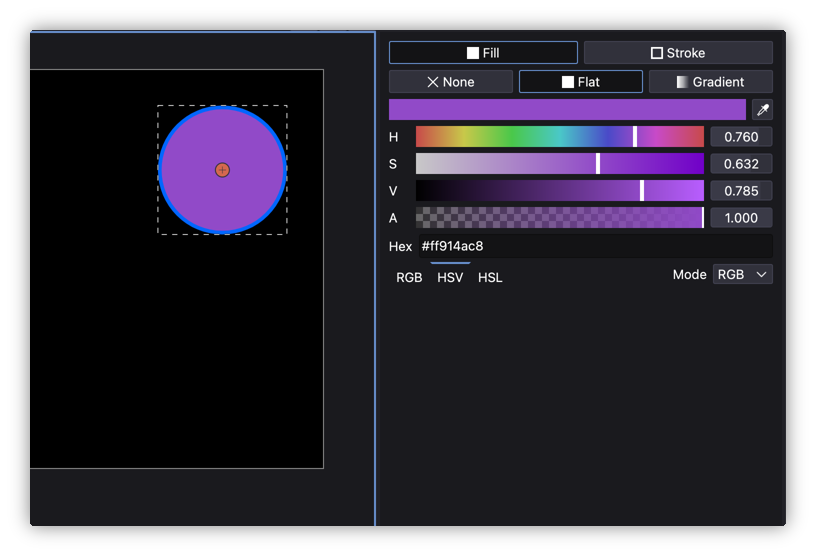 Fill Stroke
None Flat Gradient
H 0.760
S 0.632
V 0.785
A 1.000
Hex #ff914ac8
RGB HSV HSL Mode RGB